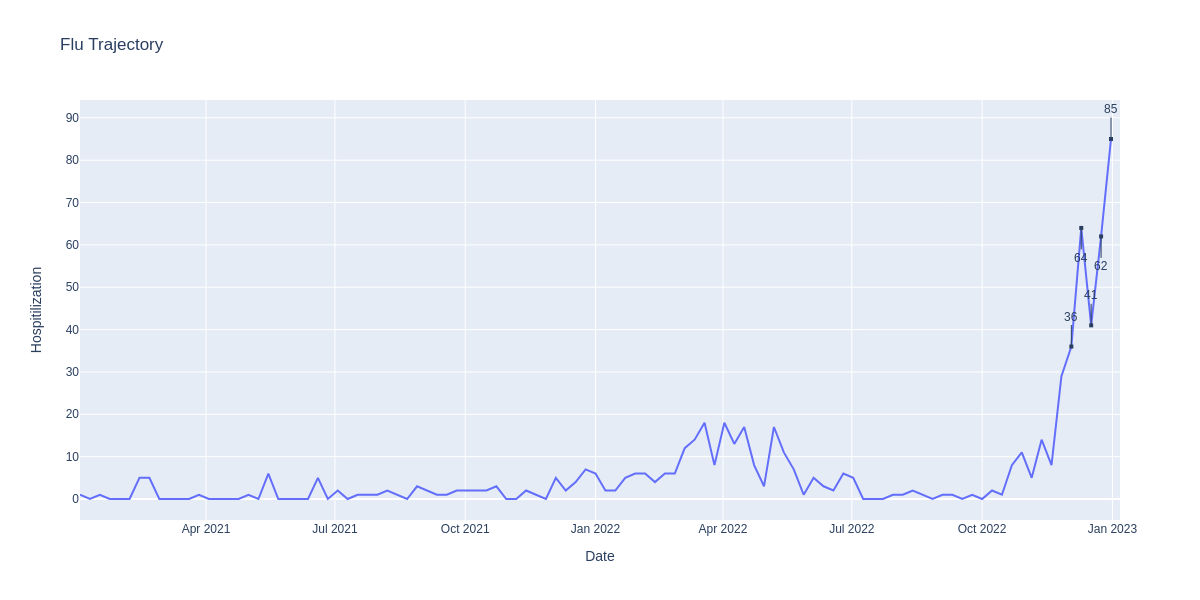 Flu Trajectory
85
90
80
70
60
64
62
50
41
40
36
30
20
10
0
Hospitilization
Apr 2021
Jul 2021
Oct 2021
Jan 2022
Apr 2022
Jul 2022
Oct 2022
Jan 2023
Date